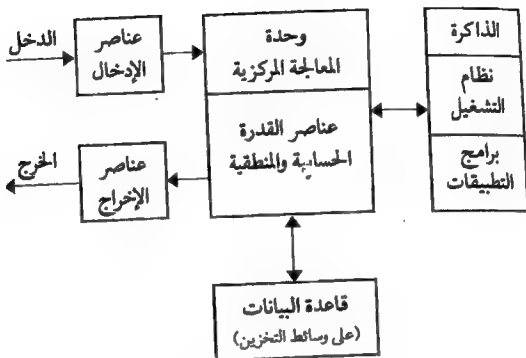 الدخل
عناصر
الإدخال
وحدة
المعالجة المركزية
عناصر القدرة
الحسابية والمنطقية
الذاكرة
نظام
التشغيل
برامج
التطبيقات
الخرج
عناصر
الإخراج
قاعدة البيانات
(على وسائط التخزين)